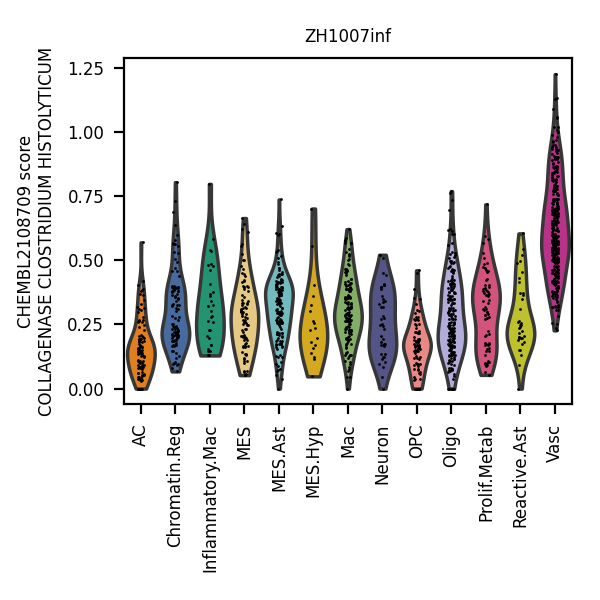 ZH1007inf
CHEMBL2108709 score
COLLAGENASE CLOSTRIDIUM HISTOLYTICUM
1.25
1.00
0.75
0.50
0.25
0.00
AC
Chromatin.Reg
Inflammatory.Mac
MES
MES.Ast
MES.Hyp
Mac
Neuron
OPC
Oligo
Prolif.Metab
Reactive.Ast
Vasc